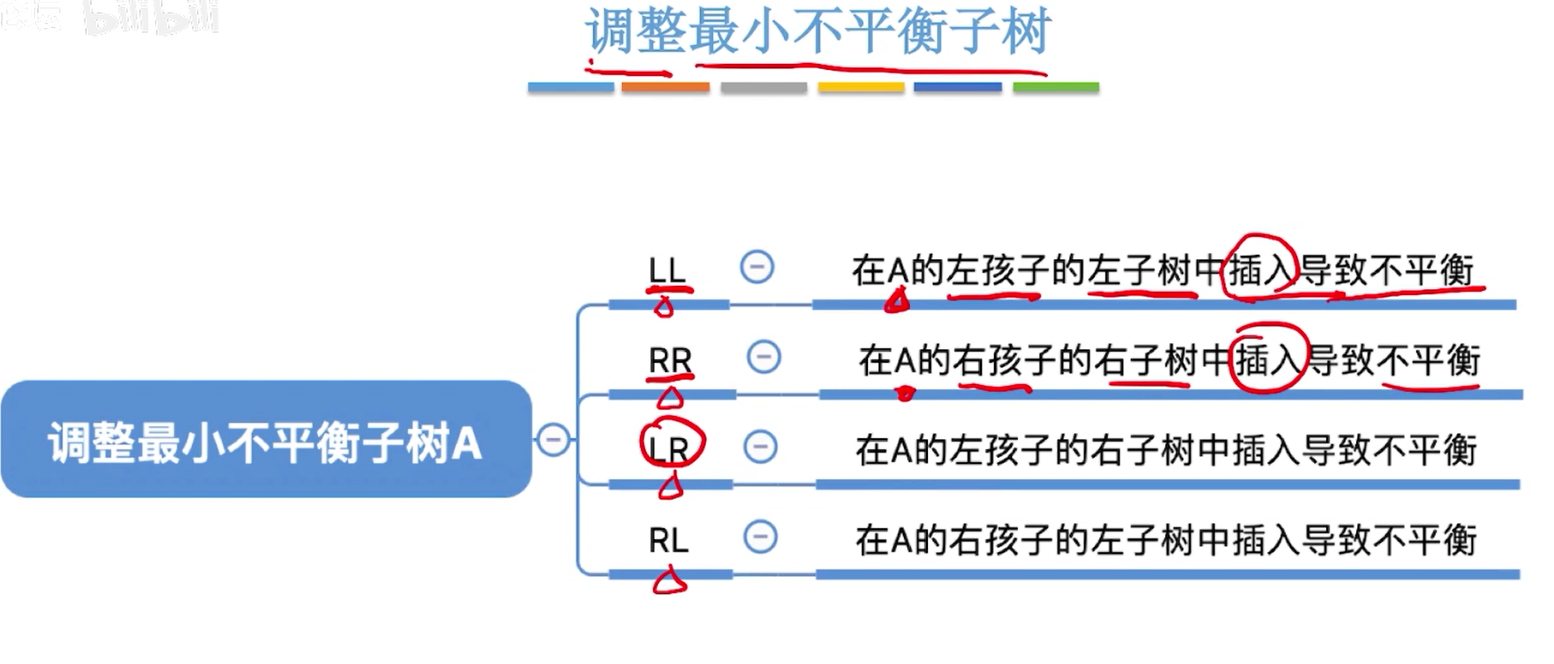 bilibili
调整最小不平衡子树
LL 在A的左孩子的左子树中插入导致不平衡
RR 在A的右孩子的右子树中插入导致不平衡
调整最小不平衡子树A
LR 在A的左孩子的右子树中插入导致不平衡
RL 在A的右孩子的左子树中插入导致不平衡